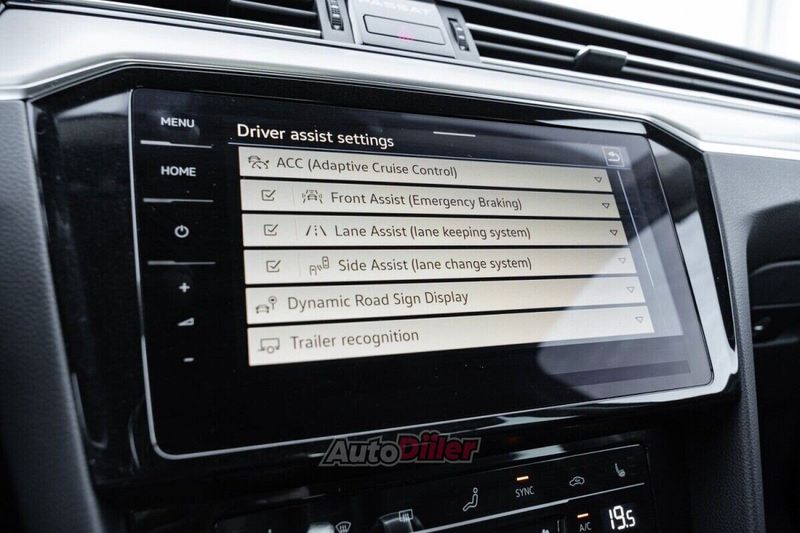 PASSAT
MENU
Driver assist settings
ACC (Adaptive Cruise Control)
HOME
Front Assist (Emergency Braking)
Lane Assist (lane keeping system)
Side Assist (lane change system)
+
Dynamic Road Sign Display
Trailer recognition
-
AutoDiiler
SYNC
A/C
19.5